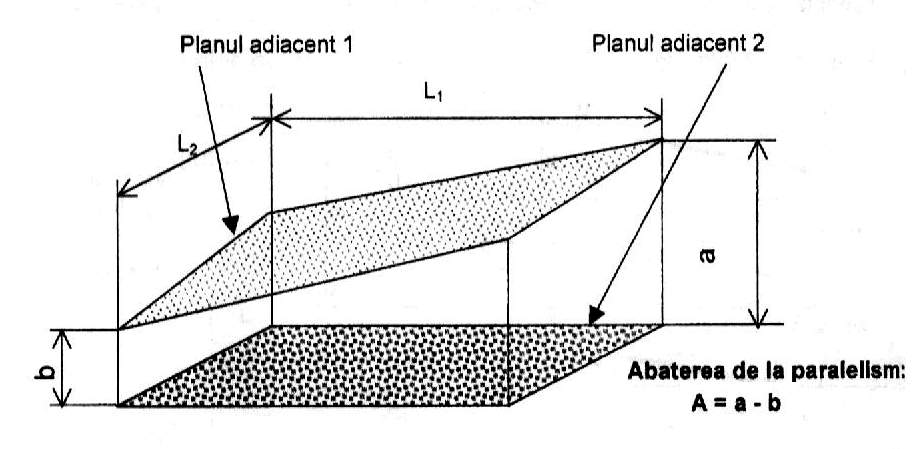 Planul adiacent 1
Planul adiacent 2
L₁
L₂
a
b
Abaterea de la paralelism:
A = a - b